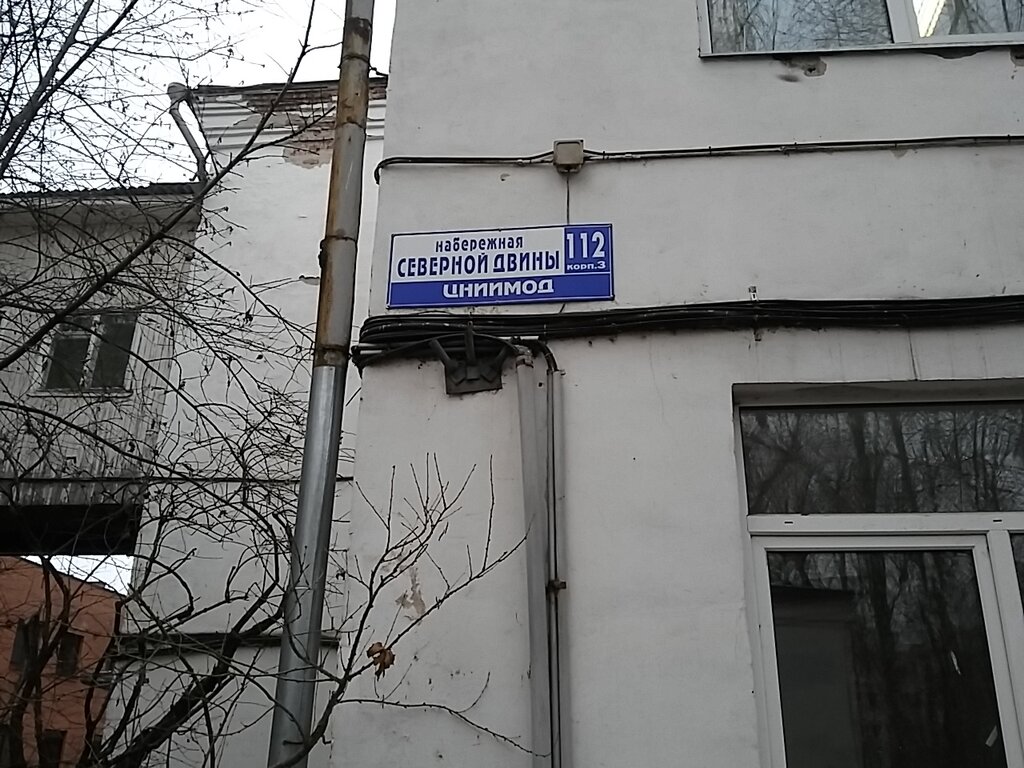 набережная
СЕВЕРНОЙ ДВИНЫ
112
корп.3
ЦНИИМОД